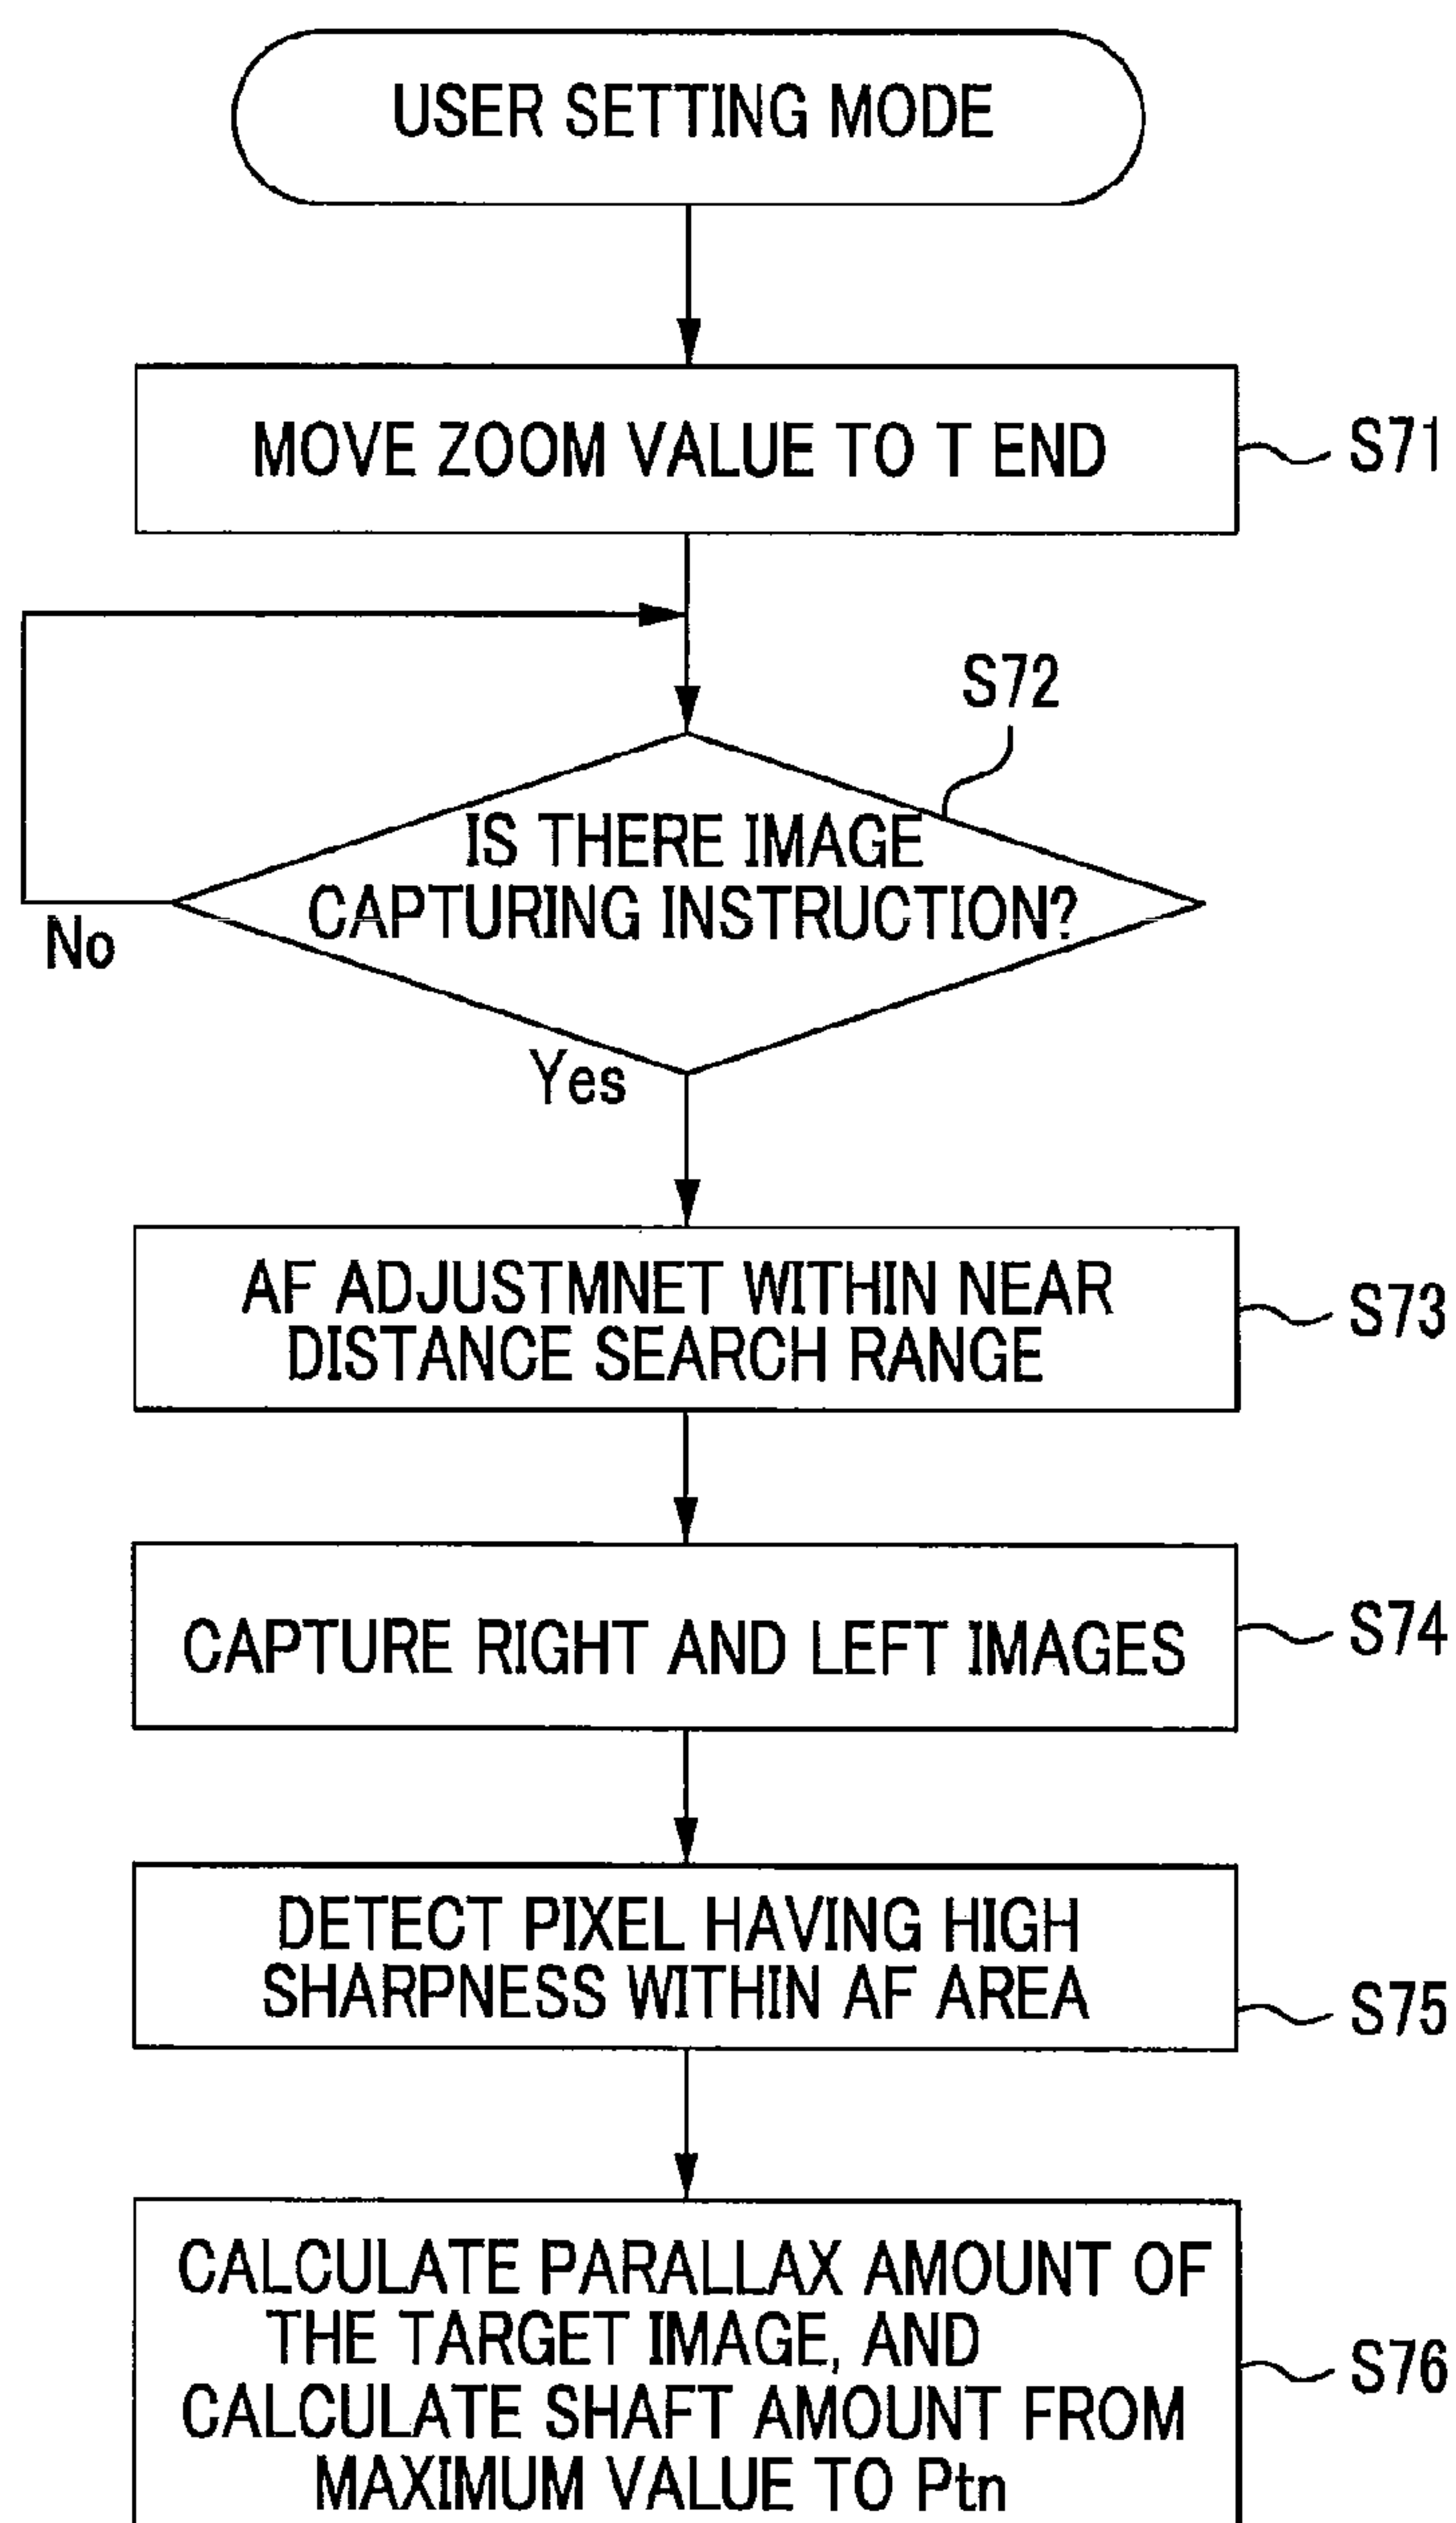 USER SETTING MODE
MOVE ZOOM VALUE TO T END
S71
S72
IS THERE IMAGE
CAPTURING INSTRUCTION?
No
Yes
AF ADJUSTMNET WITHIN NEAR
DISTANCE SEARCH RANGE
S73
CAPTURE RIGHT AND LEFT IMAGES
S74
DETECT PIXEL HAVING HIGH
SHARPNESS WITHIN AF AREA
S75
CALCULATE PARALLAX AMOUNT OF
THE TARGET IMAGE, AND
CALCULATE SHAFT AMOUNT FROM
MAXIMUM VALUE TO Ptn
S76